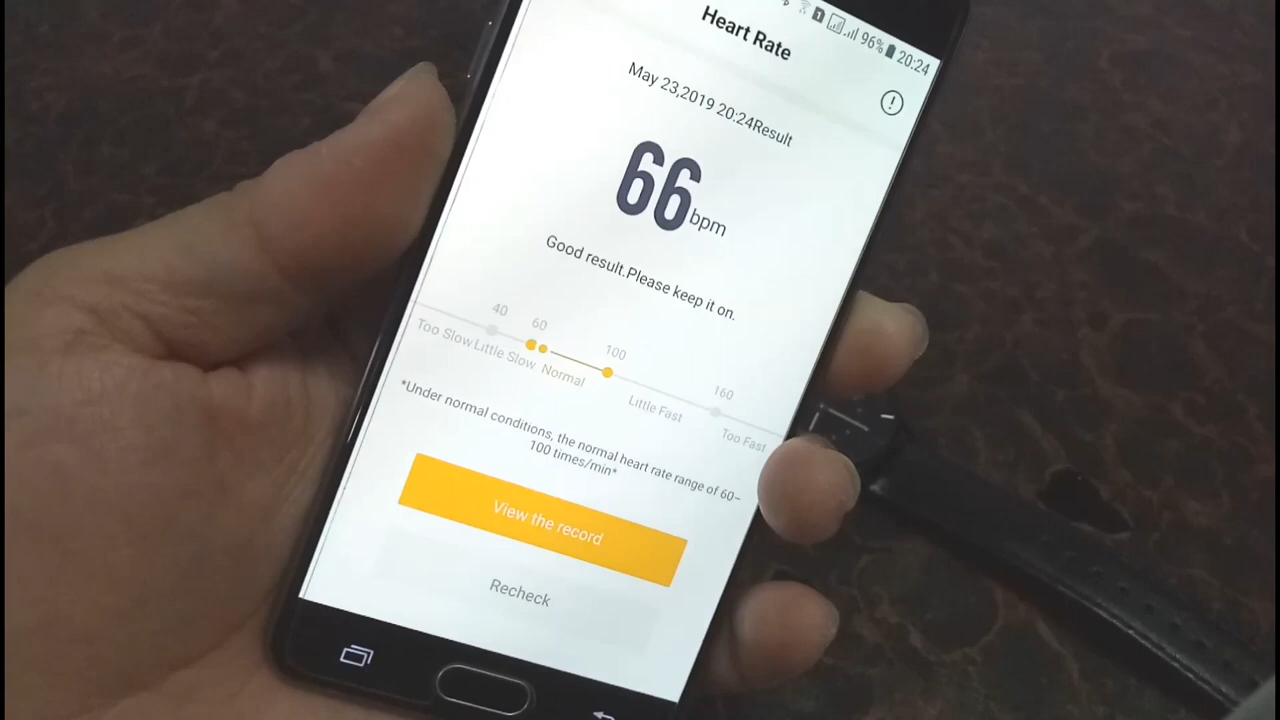 96% 20:24
Heart Rate
May 23,2019 20:24Result
66 bpm
Good result.Please keep it on.
40 60 100 160
Too Slow Little Slow Normal Little Fast Too Fast
*Under normal conditions, the normal heart rate range of 60–
100 times/min*
View the record
Recheck